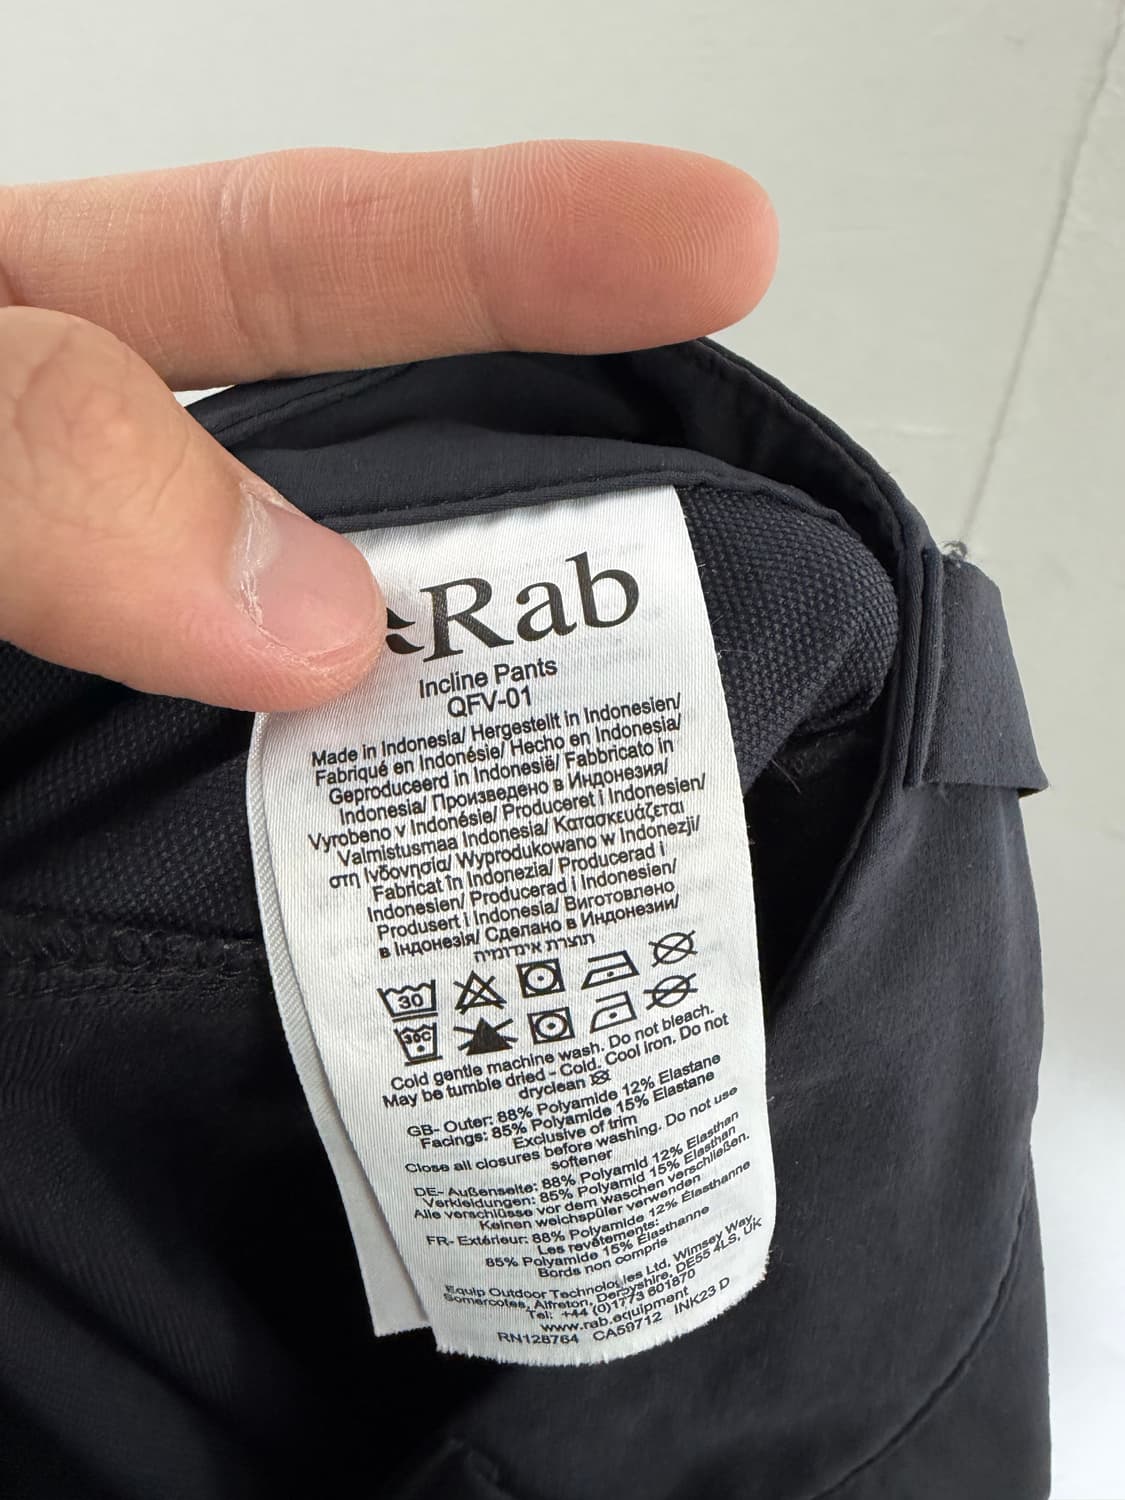 Rab
Incline Pants
QFV-01
Made in Indonesia/ Hergestellt in Indonesien/
Fabriqué en Indonésie/ Hecho en Indonesia/
Geproduceerd in Indonesië/ Fabbricato in
Indonesia/ Произведено в Индонезия/
Vyrobeno v Indonésie/ Produceret i Indonesien/
Valmistusmaa Indonesia/ Κατασκευάζεται
στη Ινδονησία/ Wyprodukowano w Indonezji/
Fabricat în Indonezia/ Producerad i
Indonesien/ Producerad i Indonesien/
Produsert i Indonesia/ Виготовлено
в Індонезія/ Сделано в Индонезии/
תוצרת אינדונזיה
30
30C
Cold gentle machine wash. Do not bleach.
May be tumble dried - Cold. Cool Iron. Do not
dryclean
GB- Outer: 88% Polyamide 12% Elastane
Facings: 85% Polyamide 15% Elastane
Exclusive of trim
Close all closures before washing. Do not use
softener
DE- Außenseite: 88% Polyamid 12% Elasthan
Verkleidungen: 85% Polyamid 15% Elasthan
Alle verschlüsse vor dem waschen verschließen.
Keinen weichspüler verwenden
FR- Extérieur: 88% Polyamide 12% Élasthanne
Les revêtements:
85% Polyamide 15% Élasthanne
Bords non compris
Equip Outdoor Technologies Ltd, Wimsey Way,
Somercotes, Alfreton, Derbyshire, DE55 4LS, UK
Tel: +44 (0)1773 601870
www.rab.equipment
RN128764 CA59712 INK23 D